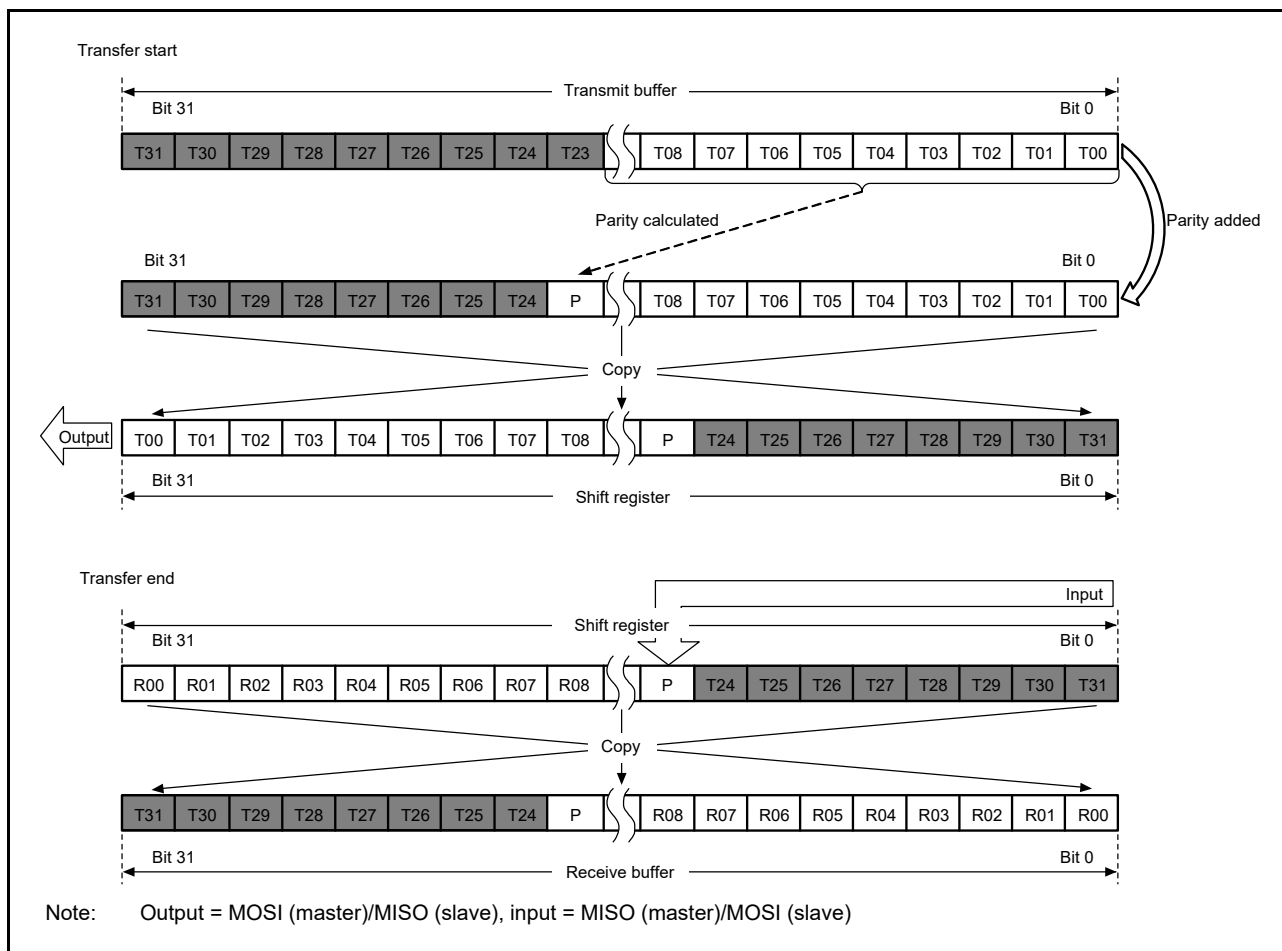 Transfer start
Transmit buffer
Bit 31 Bit 0
T31 T30 T29 T28 T27 T26 T25 T24 T23 T08 T07 T06 T05 T04 T03 T02 T01 T00
Parity calculated Parity added
Bit 31 Bit 0
T31 T30 T29 T28 T27 T26 T25 T24 P T08 T07 T06 T05 T04 T03 T02 T01 T00
Copy
Output T00 T01 T02 T03 T04 T05 T06 T07 T08 P T24 T25 T26 T27 T28 T29 T30 T31
Bit 31 Bit 0
Shift register
Transfer end
Input
Shift register
Bit 31 Bit 0
R00 R01 R02 R03 R04 R05 R06 R07 R08 P T24 T25 T26 T27 T28 T29 T30 T31
Copy
T31 T30 T29 T28 T27 T26 T25 T24 P R08 R07 R06 R05 R04 R03 R02 R01 R00
Bit 31 Bit 0
Receive buffer
Note: Output = MOSI (master)/MISO (slave), input = MISO (master)/MOSI (slave)